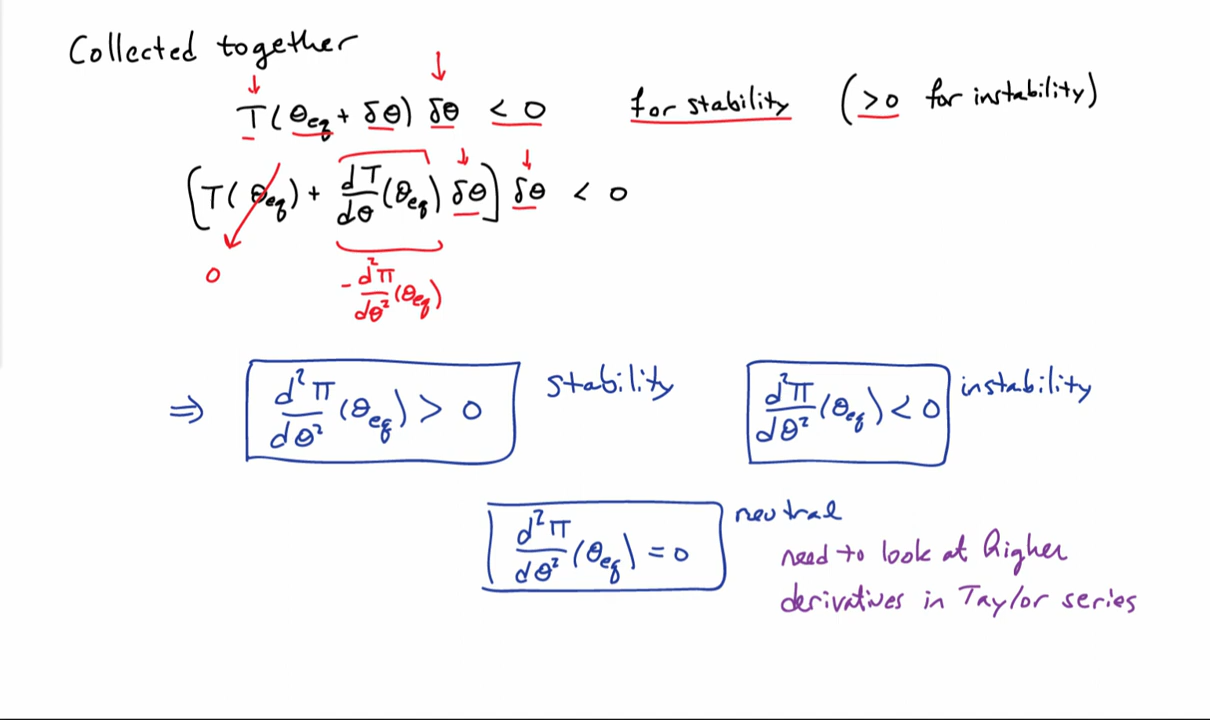 Collected together
T(θeq + δθ) δθ < 0 for stability (>0 for instability)
[T(θeq) + dT/dθ (θeq) δθ] δθ < 0
0
-d²π/dθ² (θeq)
⇒ d²π/dθ² (θeq) > 0 stability d²π/dθ² (θeq) < 0 instability
d²π/dθ² (θeq) = 0 neutral
need to look at higher
derivatives in Taylor series